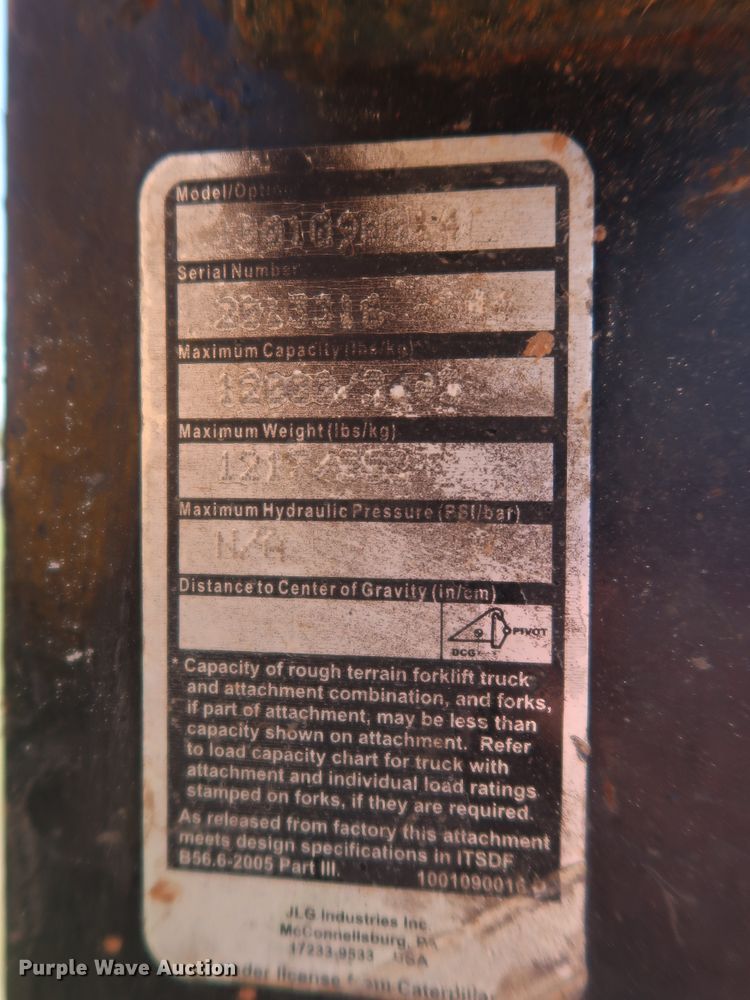 Serial Number
Maximum Capacity (lbs/kg)
Maximum Weight (lbs/kg)
Maximum Hydraulic Pressure (PSI/bar)
N/A
Distance to Center of Gravity (in/cm)
PIVOT
DCG
* Capacity of rough terrain forklift truck
and attachment combination, and forks,
if part of attachment, may be less than
capacity shown on attachment. Refer
to load capacity chart for truck with
attachment and individual load ratings
stamped on forks, if they are required.
As released from factory this attachment
meets design specifications in ITSDF
B56.6-2005 Part III.
JLG Industries Inc.
McConnellsburg, PA
17233-9533 USA
license from
Purple Wave Auction